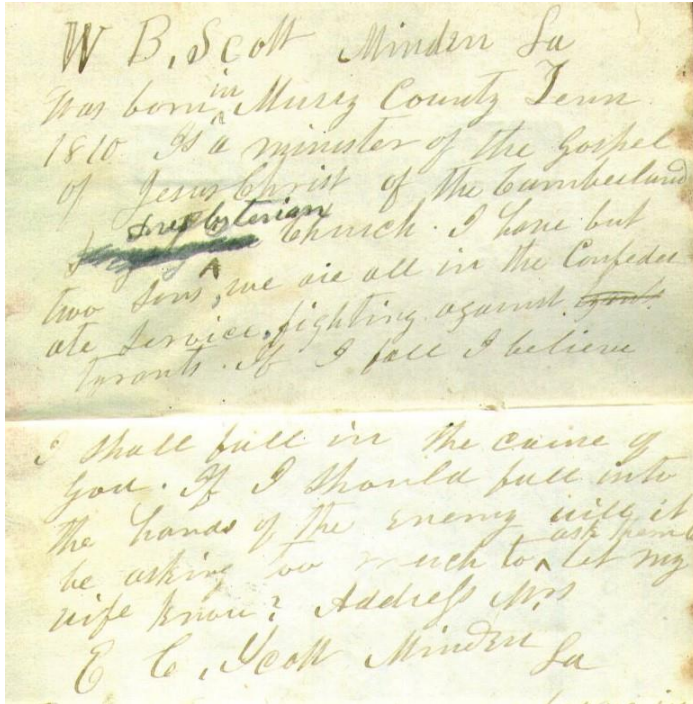 W B. Scott Minden La
Was born in Mury County Tenn
1810. Is a minister of the Gospel
of Jesus Christ of the Cumberland
Presbyterian Church. I have but
two sons, we are all in the Confeder-
ate service, fighting against
tyrants. If I fall I believe
I shall fall in the cause of
God. If I should fall into
the hands of the enemy will it
be asking too much to ask them let my
wife know? Address Mrs
E C, Scott Minden La